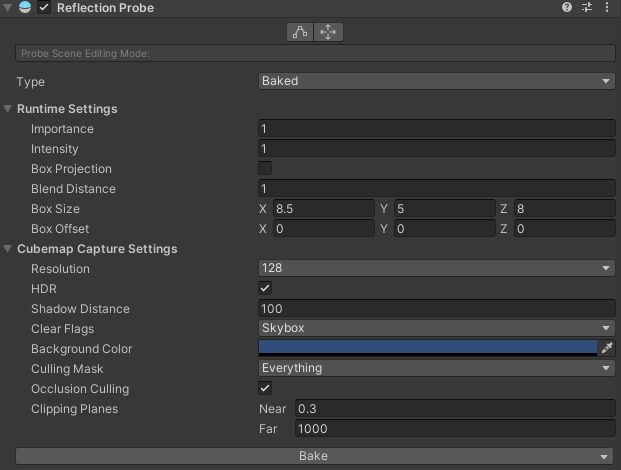 Reflection Probe
Probe Scene Editing Mode:
Type Baked
Runtime Settings
Importance 1
Intensity 1
Box Projection
Blend Distance 1
Box Size X 8.5 Y 5 Z 8
Box Offset X 0 Y 0 Z 0
Cubemap Capture Settings
Resolution 128
HDR
Shadow Distance 100
Clear Flags Skybox
Background Color
Culling Mask Everything
Occlusion Culling
Clipping Planes Near 0.3
Far 1000
Bake